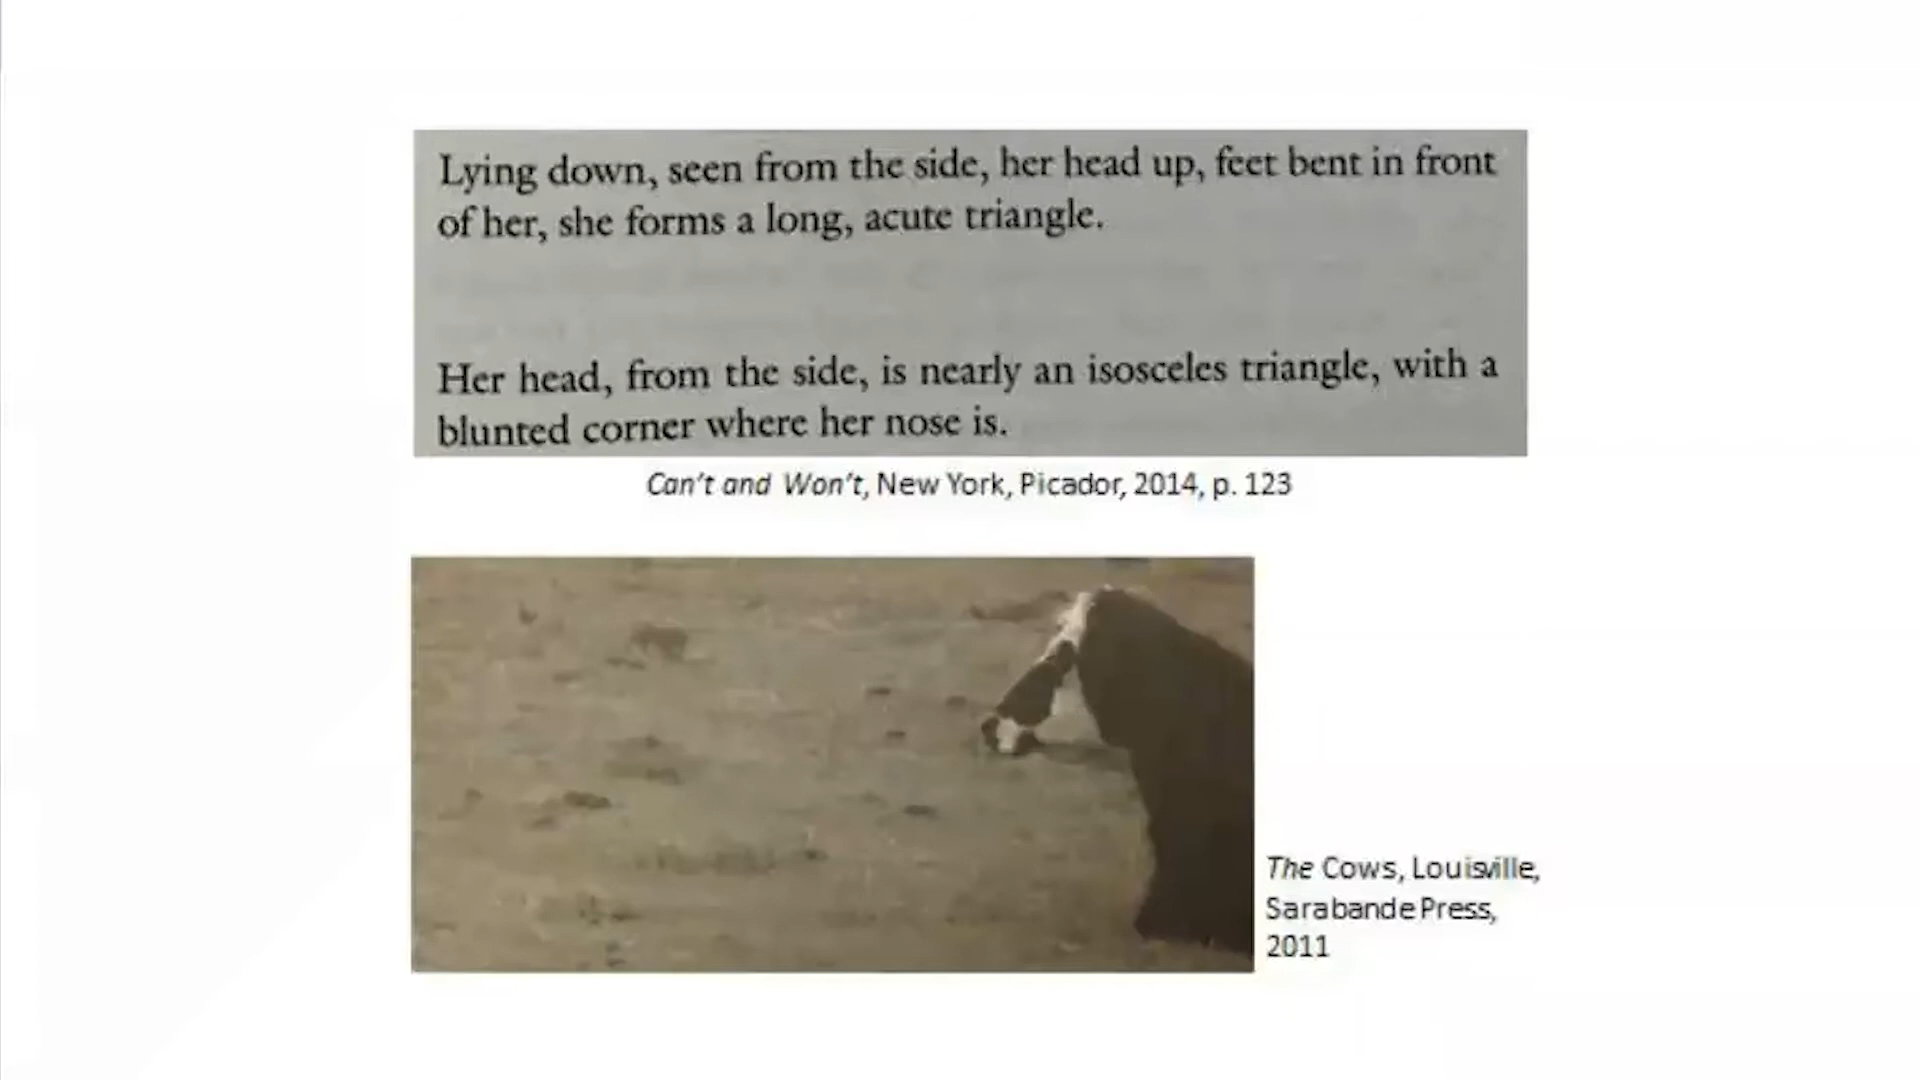 Lying down, seen from the side, her head up, feet bent in front
of her, she forms a long, acute triangle.
Her head, from the side, is nearly an isosceles triangle, with a
blunted corner where her nose is.
Can't and Won't, New York, Picador, 2014, p. 123
The Cows, Louisville,
Sarabande Press,
2011